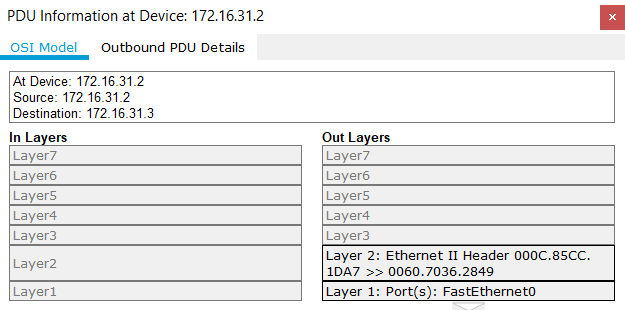 PDU Information at Device: 172.16.31.2
×
OSI Model Outbound PDU Details
At Device: 172.16.31.2
Source: 172.16.31.2
Destination: 172.16.31.3
In Layers
Layer7
Layer6
Layer5
Layer4
Layer3
Layer2
Layer1
Out Layers
Layer7
Layer6
Layer5
Layer4
Layer3
Layer 2: Ethernet II Header 000C.85CC.
1DA7 >> 0060.7036.2849
Layer 1: Port(s): FastEthernet0